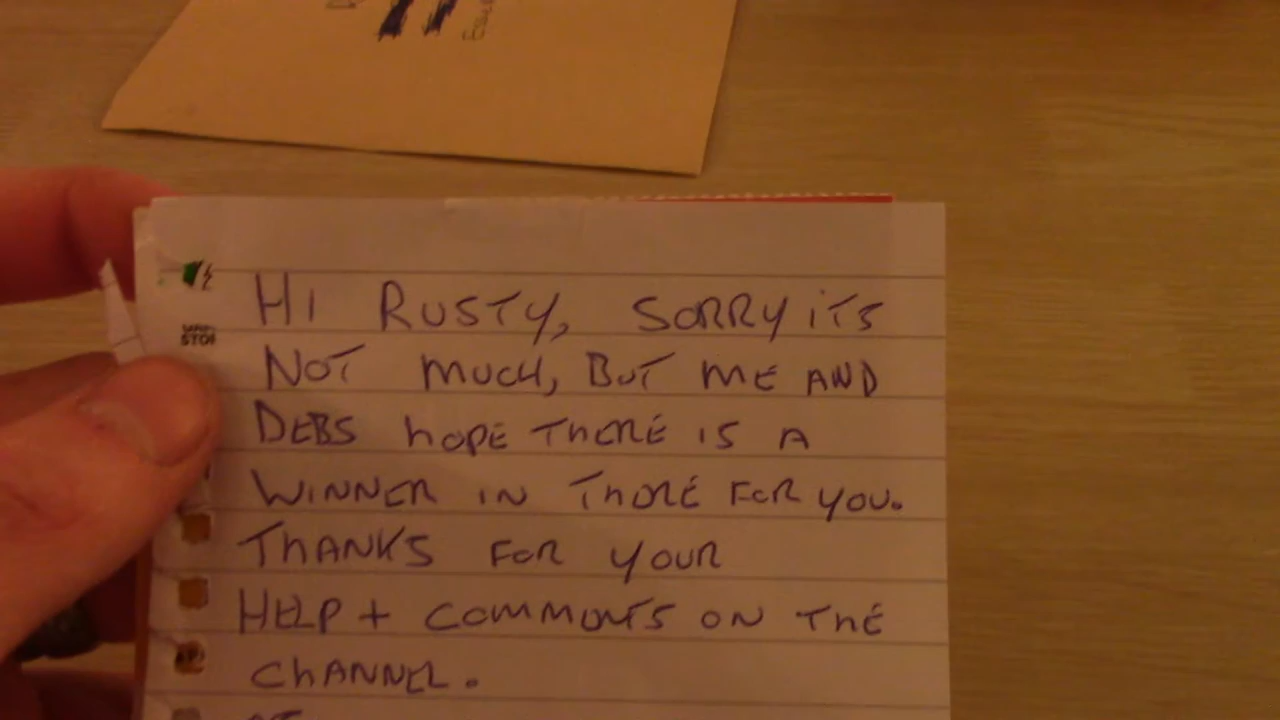 HI RUSTY, SORRY ITS
NOT MUCH, BUT ME AND
DEBS HOPE THERE IS A
WINNER IN THERE FOR YOU.
THANKS FOR YOUR
HELP + COMMENTS ON THE
CHANNEL.